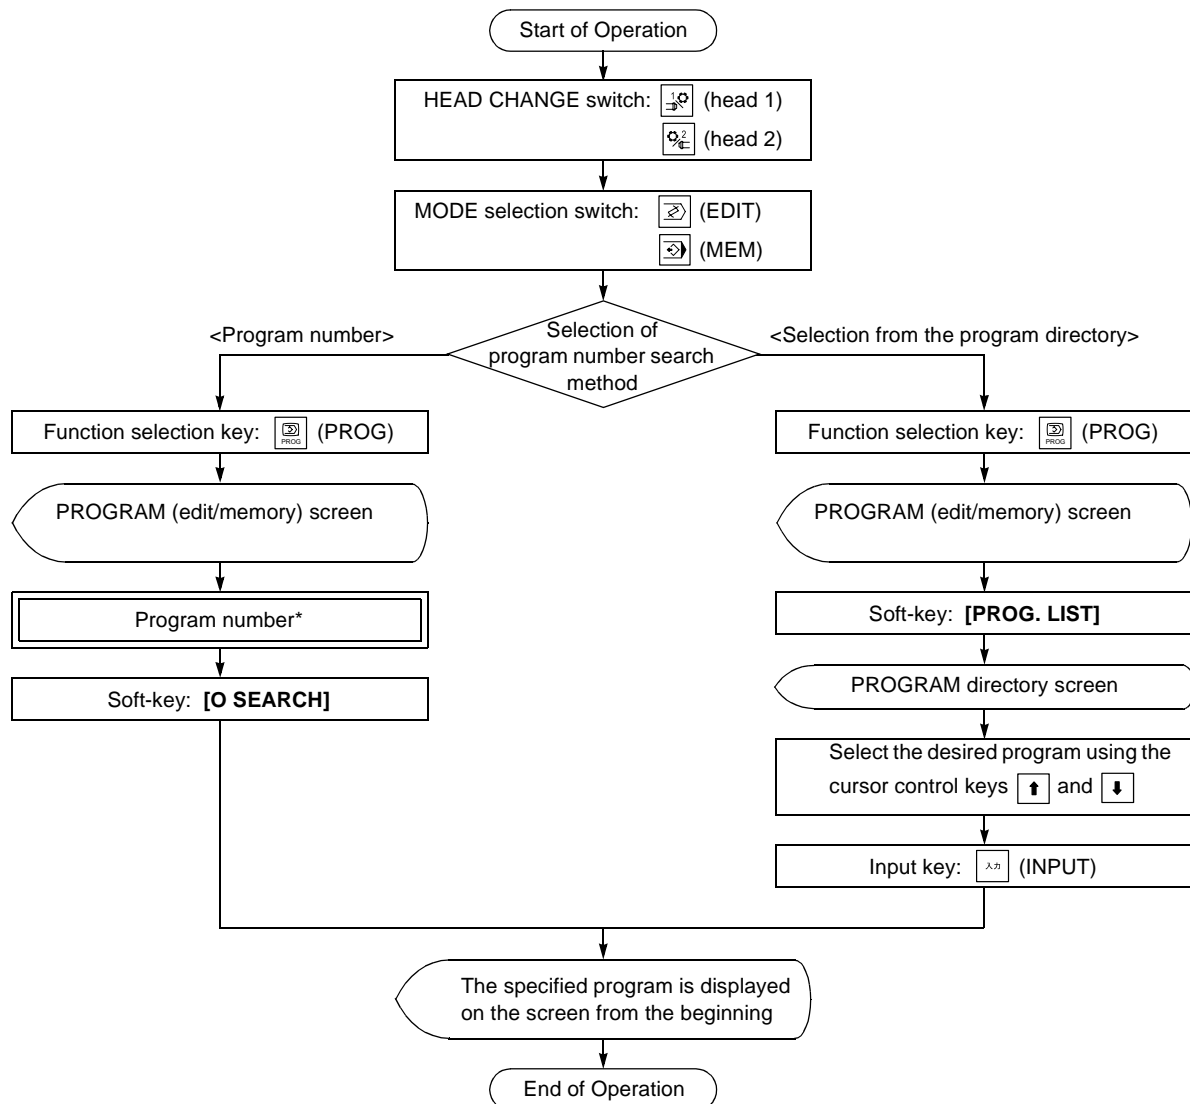 Start of Operation
HEAD CHANGE switch: 1 (head 1)
2 (head 2)
MODE selection switch: (EDIT)
(MEM)
<Program number>
Selection of
program number search
method
<Selection from the program directory>
Function selection key: PROG (PROG)
PROGRAM (edit/memory) screen
Program number*
Soft-key: [O SEARCH]
Function selection key: PROG (PROG)
PROGRAM (edit/memory) screen
Soft-key: [PROG. LIST]
PROGRAM directory screen
Select the desired program using the
cursor control keys and
Input key: 入力 (INPUT)
The specified program is displayed
on the screen from the beginning
End of Operation